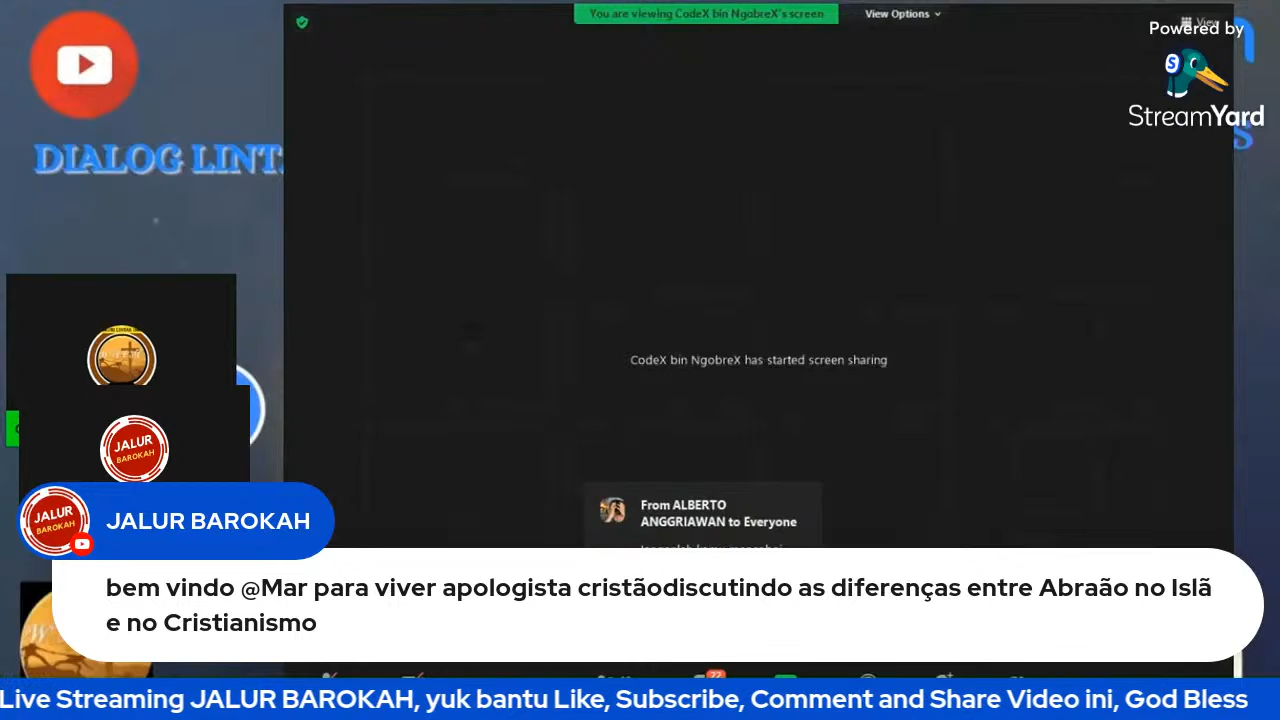 You are viewing CodeX bin NgobreX's screen
View Options
View
Powered by
StreamYard
DIALOG LINT
CodeX bin NgobreX has started screen sharing
JALUR
BAROKAH
From ALBERTO
ANGGRIAWAN to Everyone
JALUR
BAROKAH
JALUR BAROKAH
bem vindo @Mar para viver apologista cristãodiscutindo as diferenças entre Abraão no Islã
e no Cristianismo
22
Live Streaming JALUR BAROKAH, yuk bantu Like, Subscribe, Comment and Share Video ini, God Bless